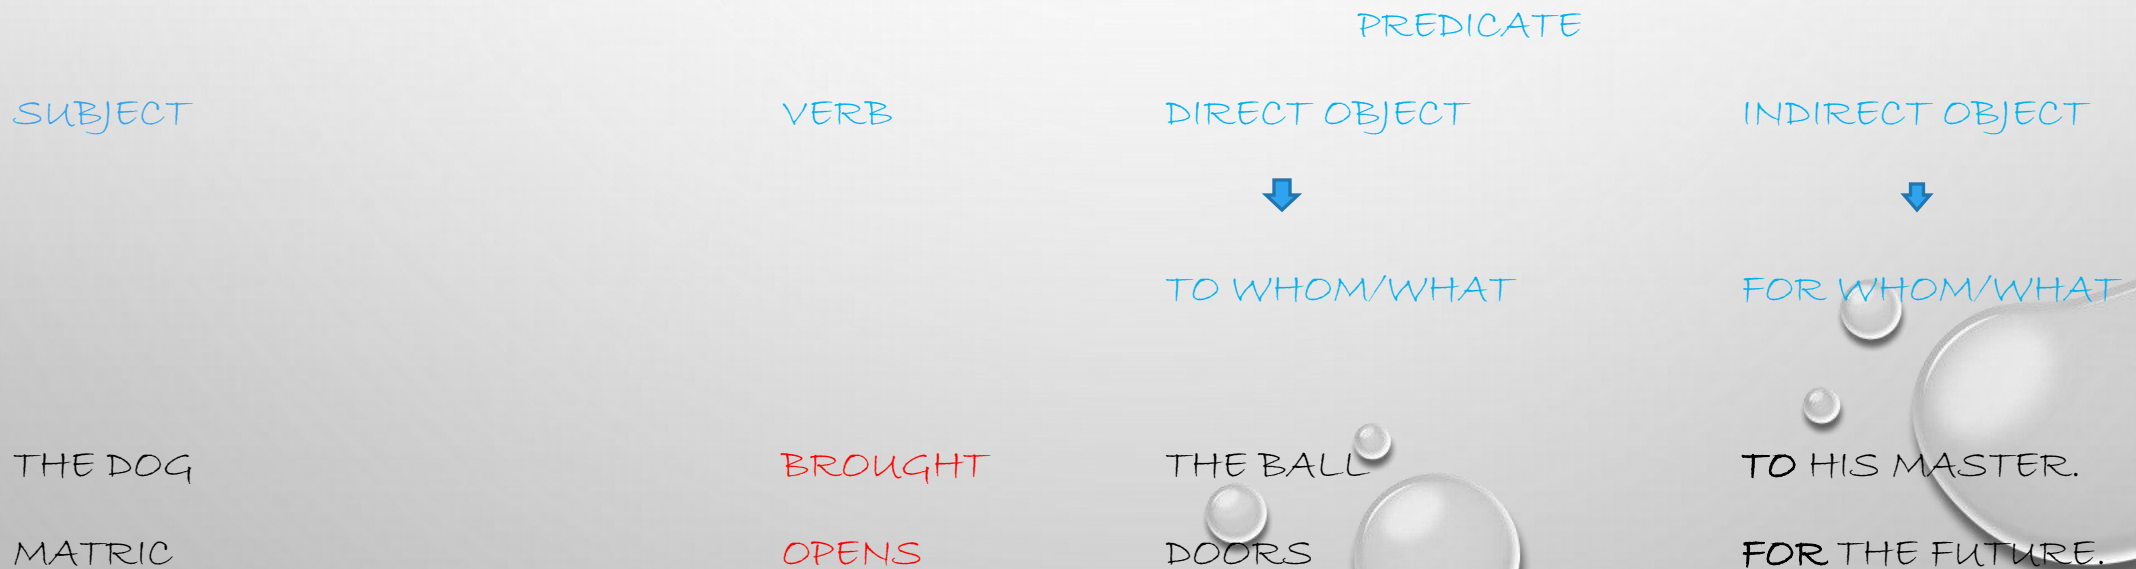 PREDICATE
SUBJECT VERB DIRECT OBJECT INDIRECT OBJECT
TO WHOM/WHAT FOR WHOM/WHAT
THE DOG BROUGHT THE BALL TO HIS MASTER.
MATRIC OPENS DOORS FOR THE FUTURE.